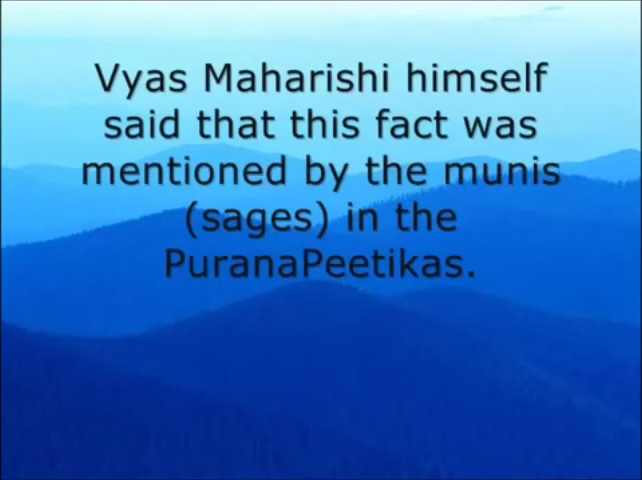 Vyas Maharishi himself
said that this fact was
mentioned by the munis
(sages) in the
PuranaPeetikas.